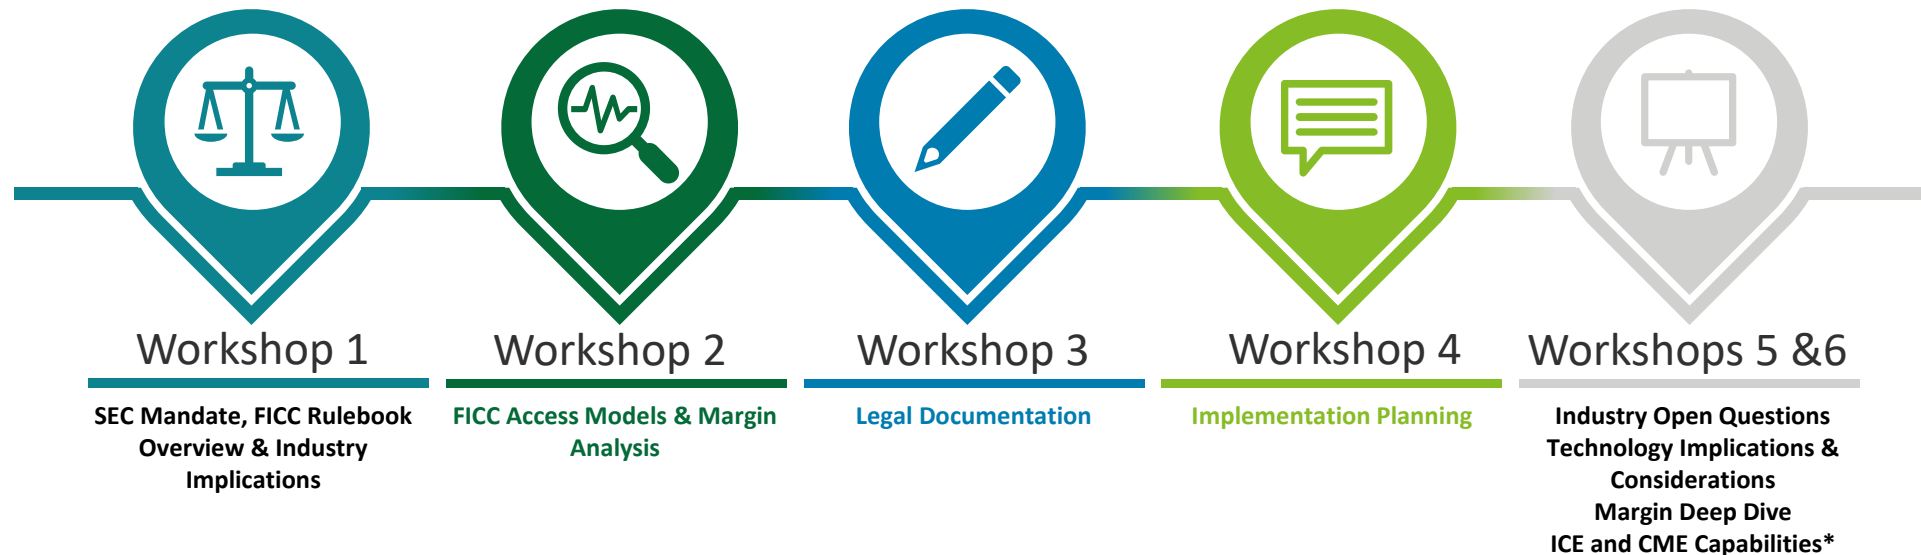 Workshop 1
SEC Mandate, FICC Rulebook
Overview & Industry
Implications
Workshop 2
FICC Access Models & Margin
Analysis
Workshop 3
Legal Documentation
Workshop 4
Implementation Planning
Workshops 5 &6
Industry Open Questions
Technology Implications &
Considerations
Margin Deep Dive
ICE and CME Capabilities*